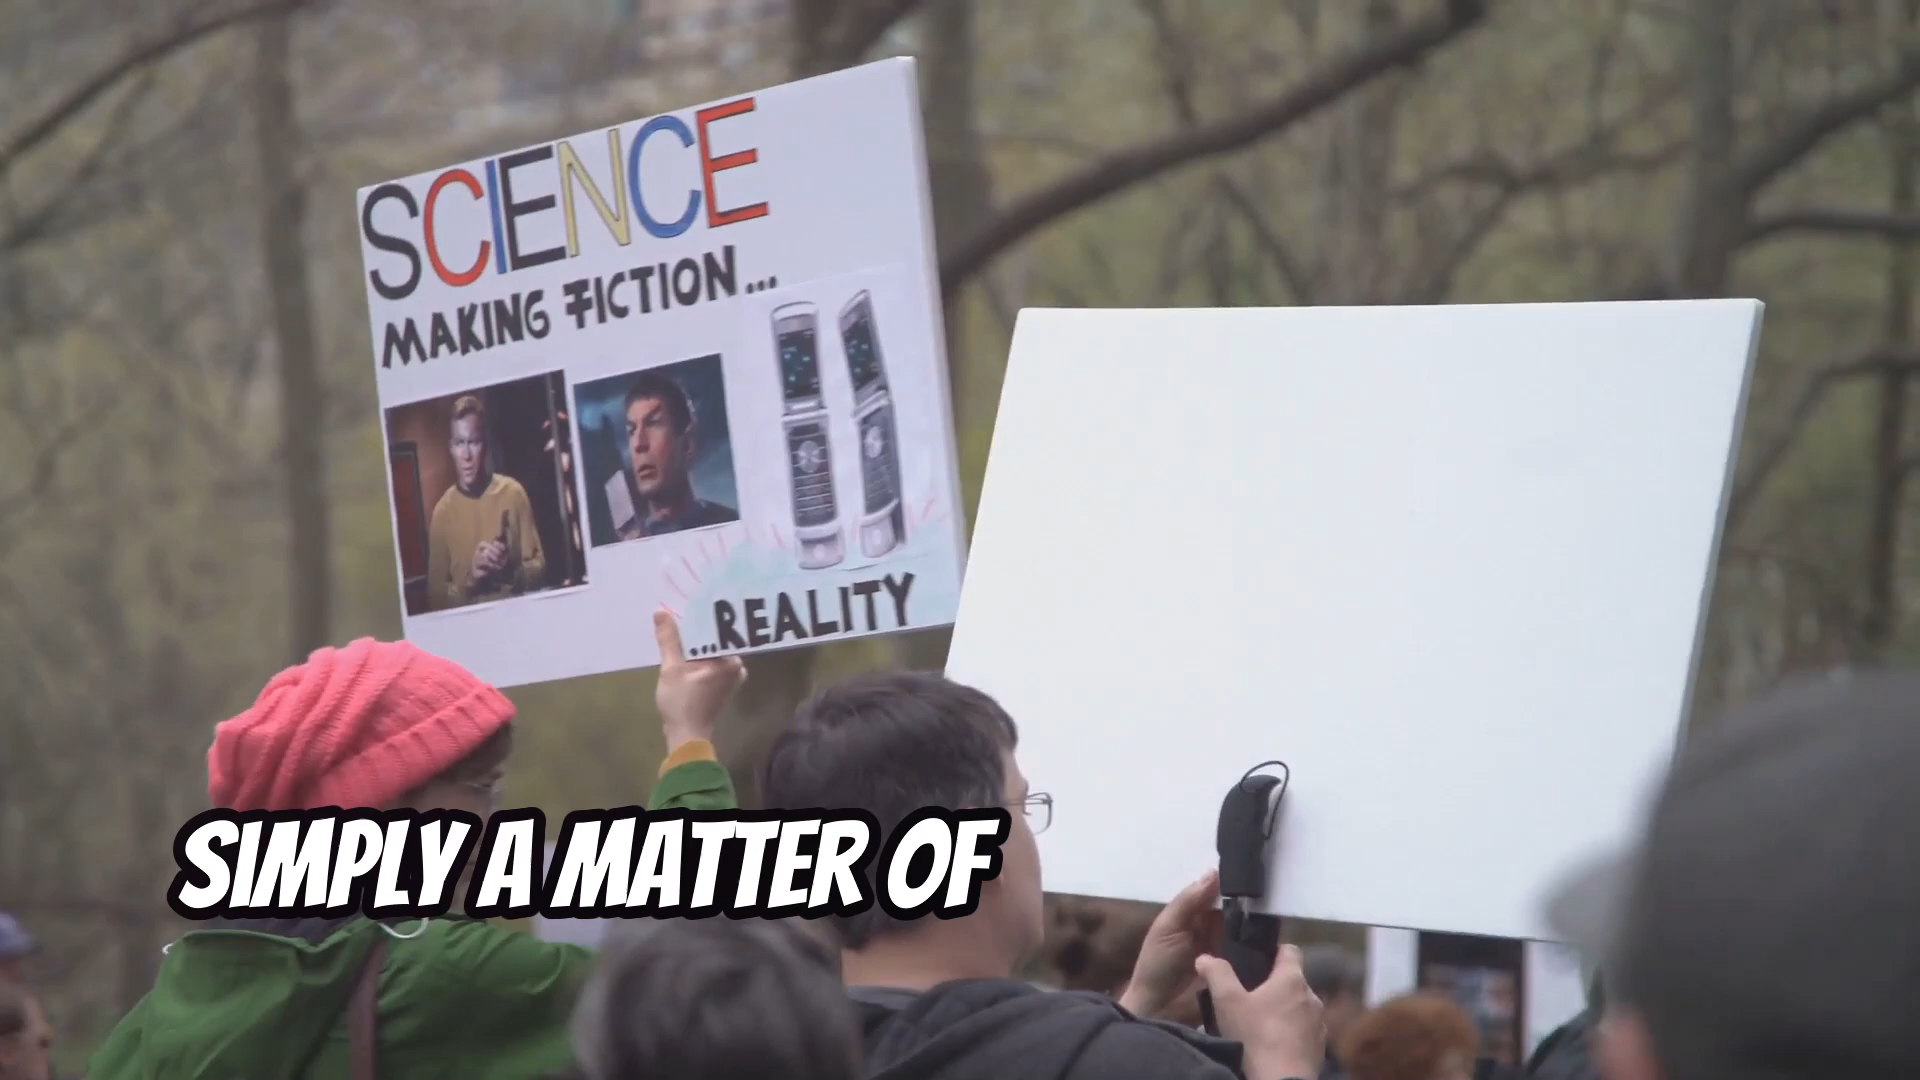 SCIENCE
MAKING FICTION...
...REALITY
SIMPLY A MATTER OF